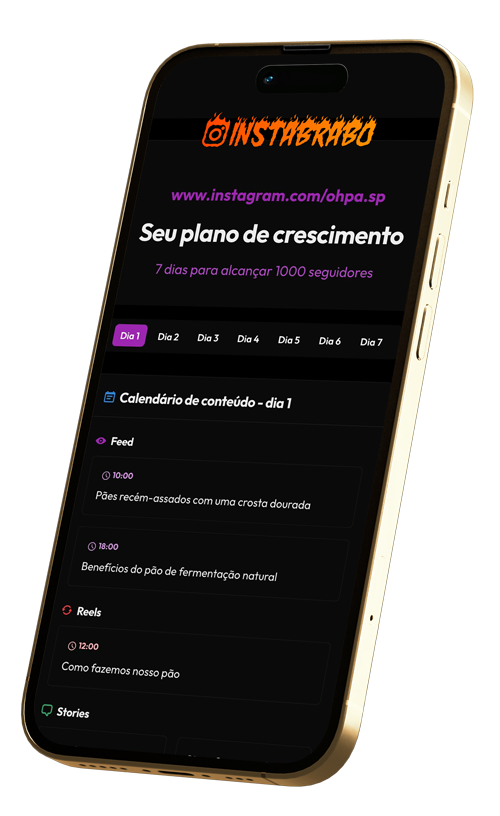 INSTABRABO
www.instagram.com/ohpa.sp
Seu plano de crescimento
7 dias para alcançar 1000 seguidores
Dia 1 Dia 2 Dia 3 Dia 4 Dia 5 Dia 6 Dia 7
Calendário de conteúdo - dia 1
Feed
10:00
Pães recém-assados com uma crosta dourada
18:00
Benefícios do pão de fermentação natural
Reels
12:00
Como fazemos nosso pão
Stories